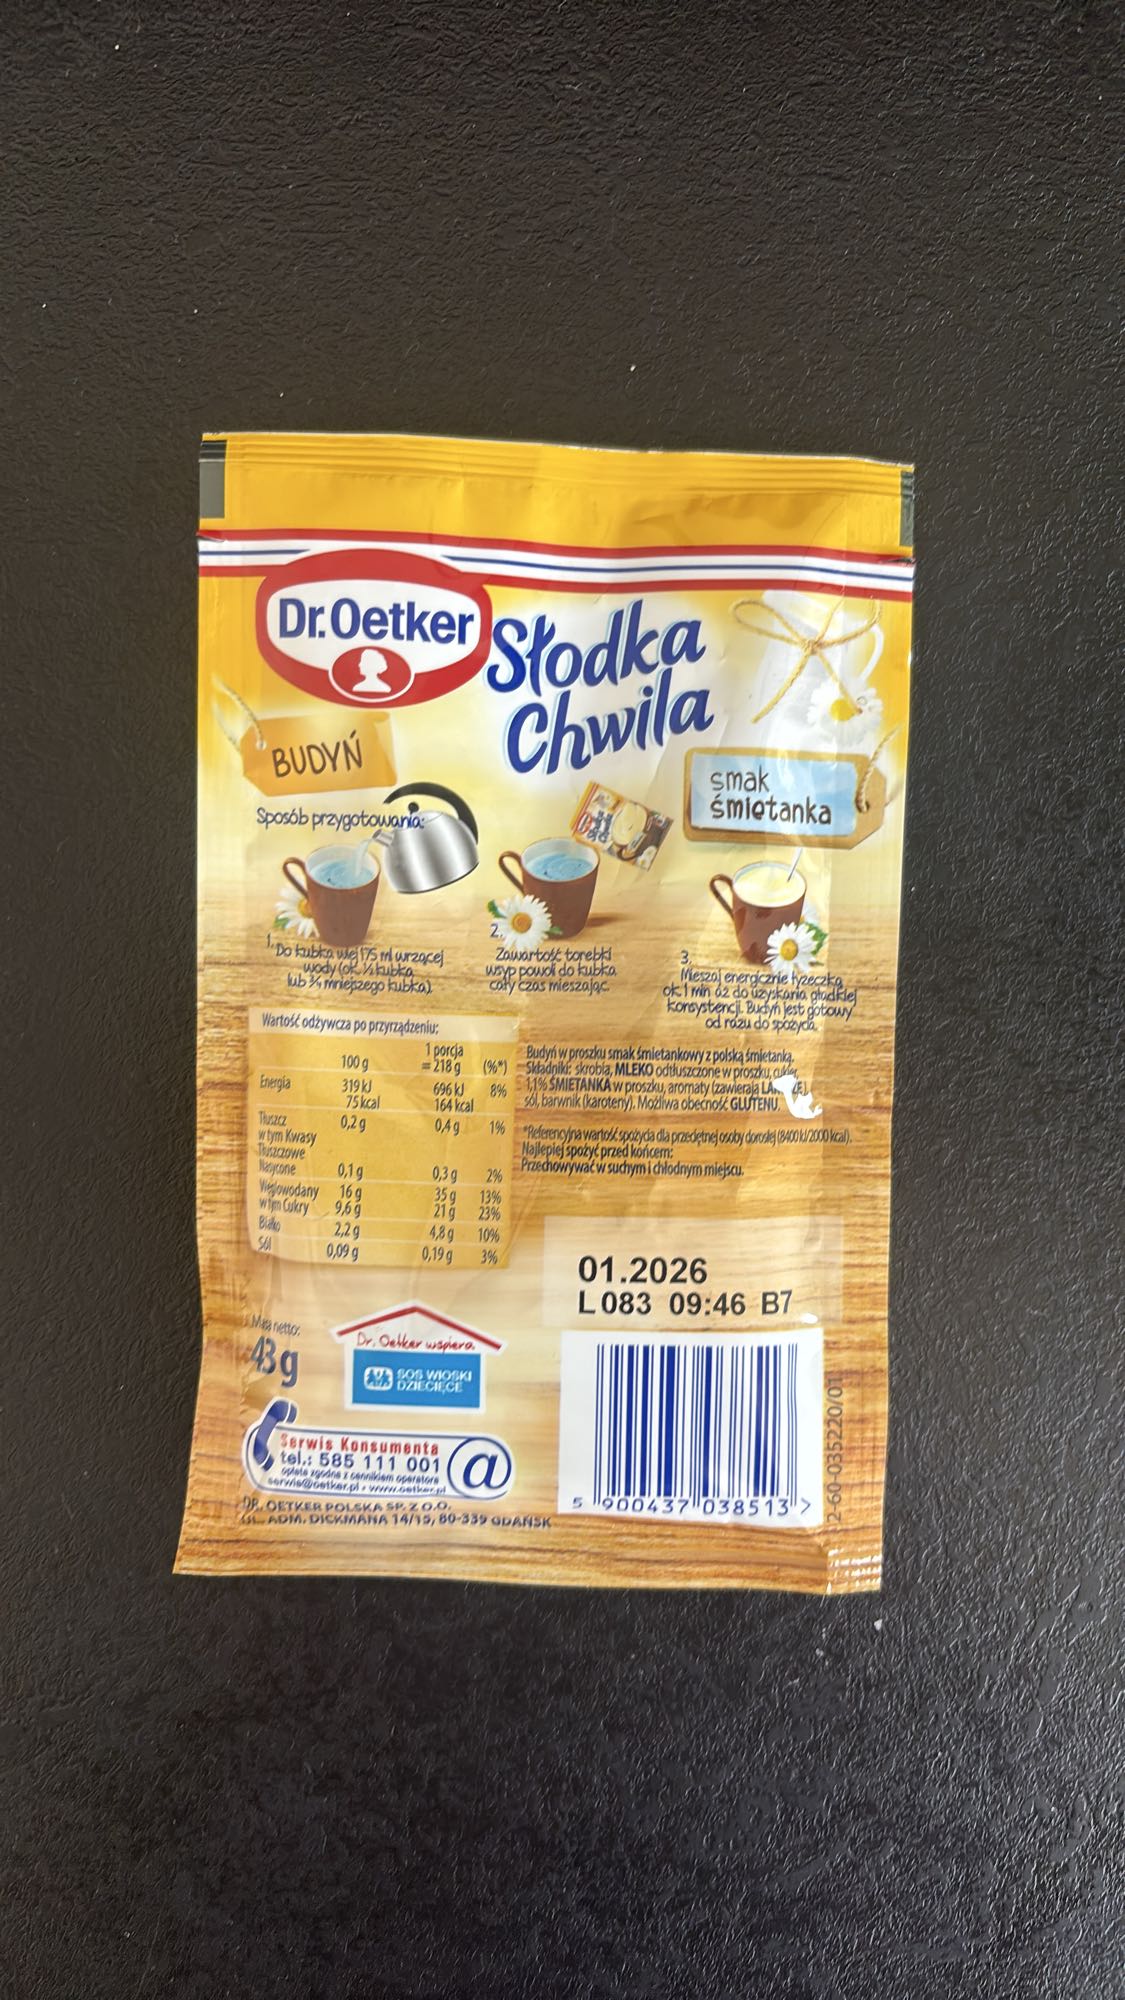 Dr.Oetker
Słodka
Chwila
BUDYŃ
smak
śmietanka
Sposób przygotowania:
1. Do kubka wlej 175 ml wrzącej
wody (ok. ½ kubka
lub ¾ mniejszego kubka).
2.
Zawartość torebki
wsyp powoli do kubka
cały czas mieszając.
3.
Mieszaj energicznie łyżeczką
ok. 1 min aż do uzyskania gładkiej
konsystencji. Budyń jest gotowy
od razu do spożycia.
Wartość odżywcza po przyrządzeniu:
100 g 1 porcja = 218 g (%*)
Energia 319 kJ 696 kJ 8%
75 kcal 164 kcal
Tłuszcz 0,2 g 0,4 g 1%
w tym Kwasy
Tłuszczowe
Nasycone 0,1 g 0,3 g 2%
Węglowodany 16 g 35 g 13%
w tym Cukry 9,6 g 21 g 23%
Białko 2,2 g 4,8 g 10%
Sól 0,09 g 0,19 g 3%
Budyń w proszku smak śmietankowy z polską śmietanką.
Składniki: skrobia, MLEKO odtłuszczone w proszku, cukier,
1,1% ŚMIETANKA w proszku, aromaty (zawierają
sól, barwnik (karoteny). Możliwa obecność GLUTENU.
*Referencyjna wartość spożycia dla przeciętnej osoby dorosłej (8400 kJ/2000 kcal).
Najlepiej spożyć przed końcem:
Przechowywać w suchym i chłodnym miejscu.
01.2026
L083 09:46 B7
Masa netto:
43 g
Dr. Oetker wspiera
SOS WIOSKI
DZIECIĘCE
Serwis Konsumenta
tel.: 585 111 001
opłata zgodna z cennikiem operatora
serwis@oetker.pl • www.oetker.pl
@
DR. OETKER POLSKA SP. Z O.O.
UL. ADM. DICKMANA 14/15, 80-339 GDAŃSK
5 900437 038513 >
2-60-035220/01